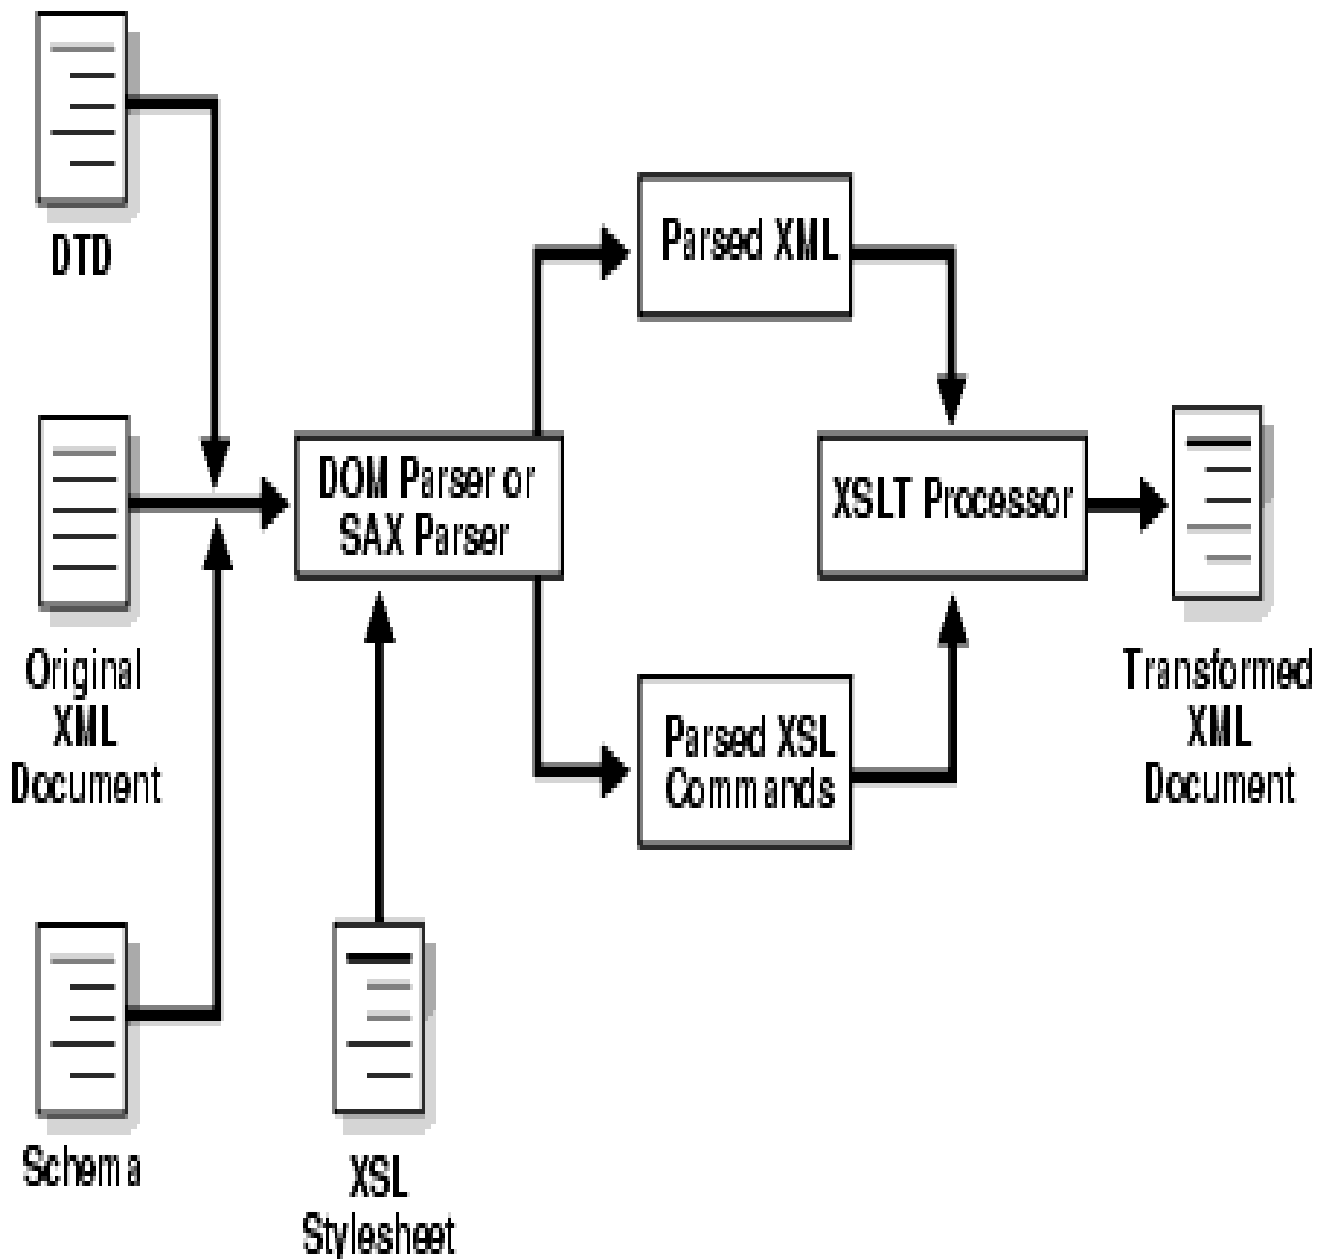 DTD
Parsed XML
DOM Parser or
SAX Parser
XSLT Processor
Original
XML
Document
Transformed
XML
Document
Parsed XSL
Commands
Schema
XSL
Stylesheet